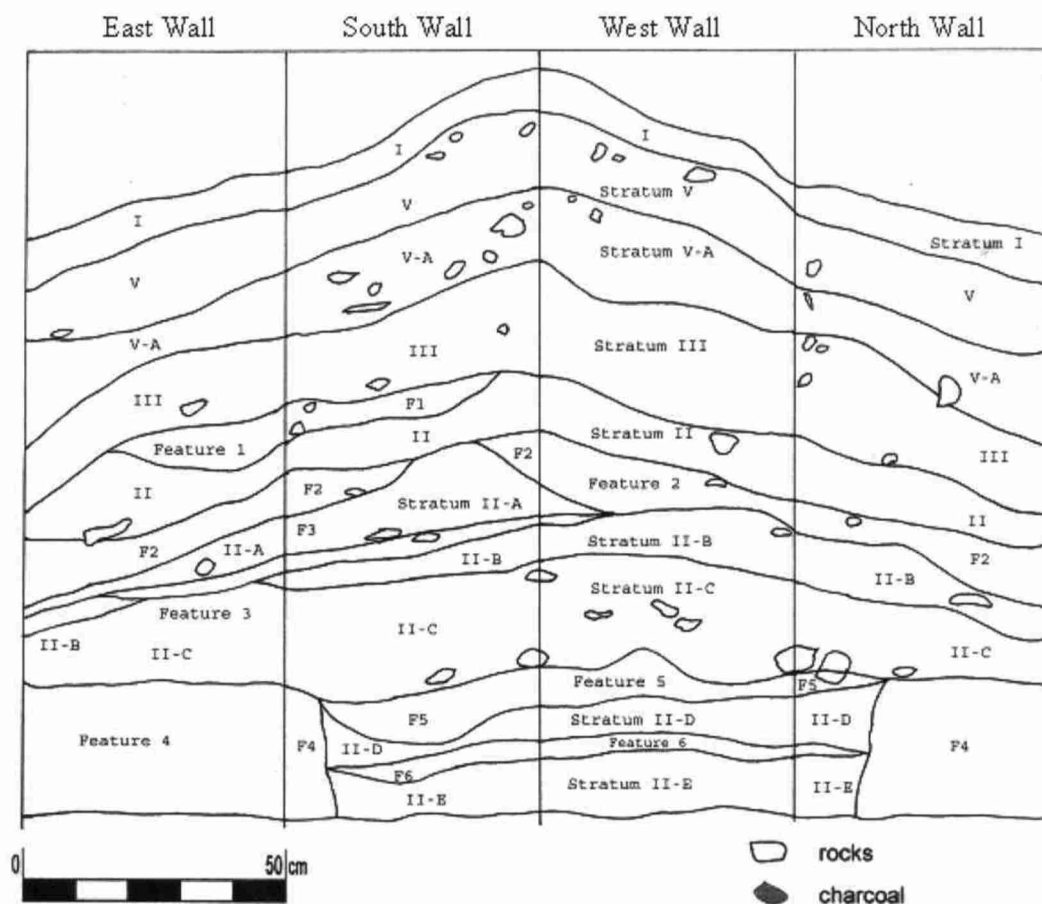 East Wall South Wall West Wall North Wall
I I
Stratum V
V Stratum I
I V-A Stratum V-A V
V
V-A III Stratum III V-A
III F1
Feature 1 II Stratum II III
F2
II F2 Stratum II-A Feature 2 II
F2 II-A F3 Stratum II-B F2
II-B II-B
Feature 3 Stratum II-C
II-B II-C II-C II-C
Feature 5 F5
F5 Stratum II-D II-D
Feature 4 F4 II-D Feature 6 F4
F6 Stratum II-E II-E
II-E
0 50 cm
rocks
charcoal